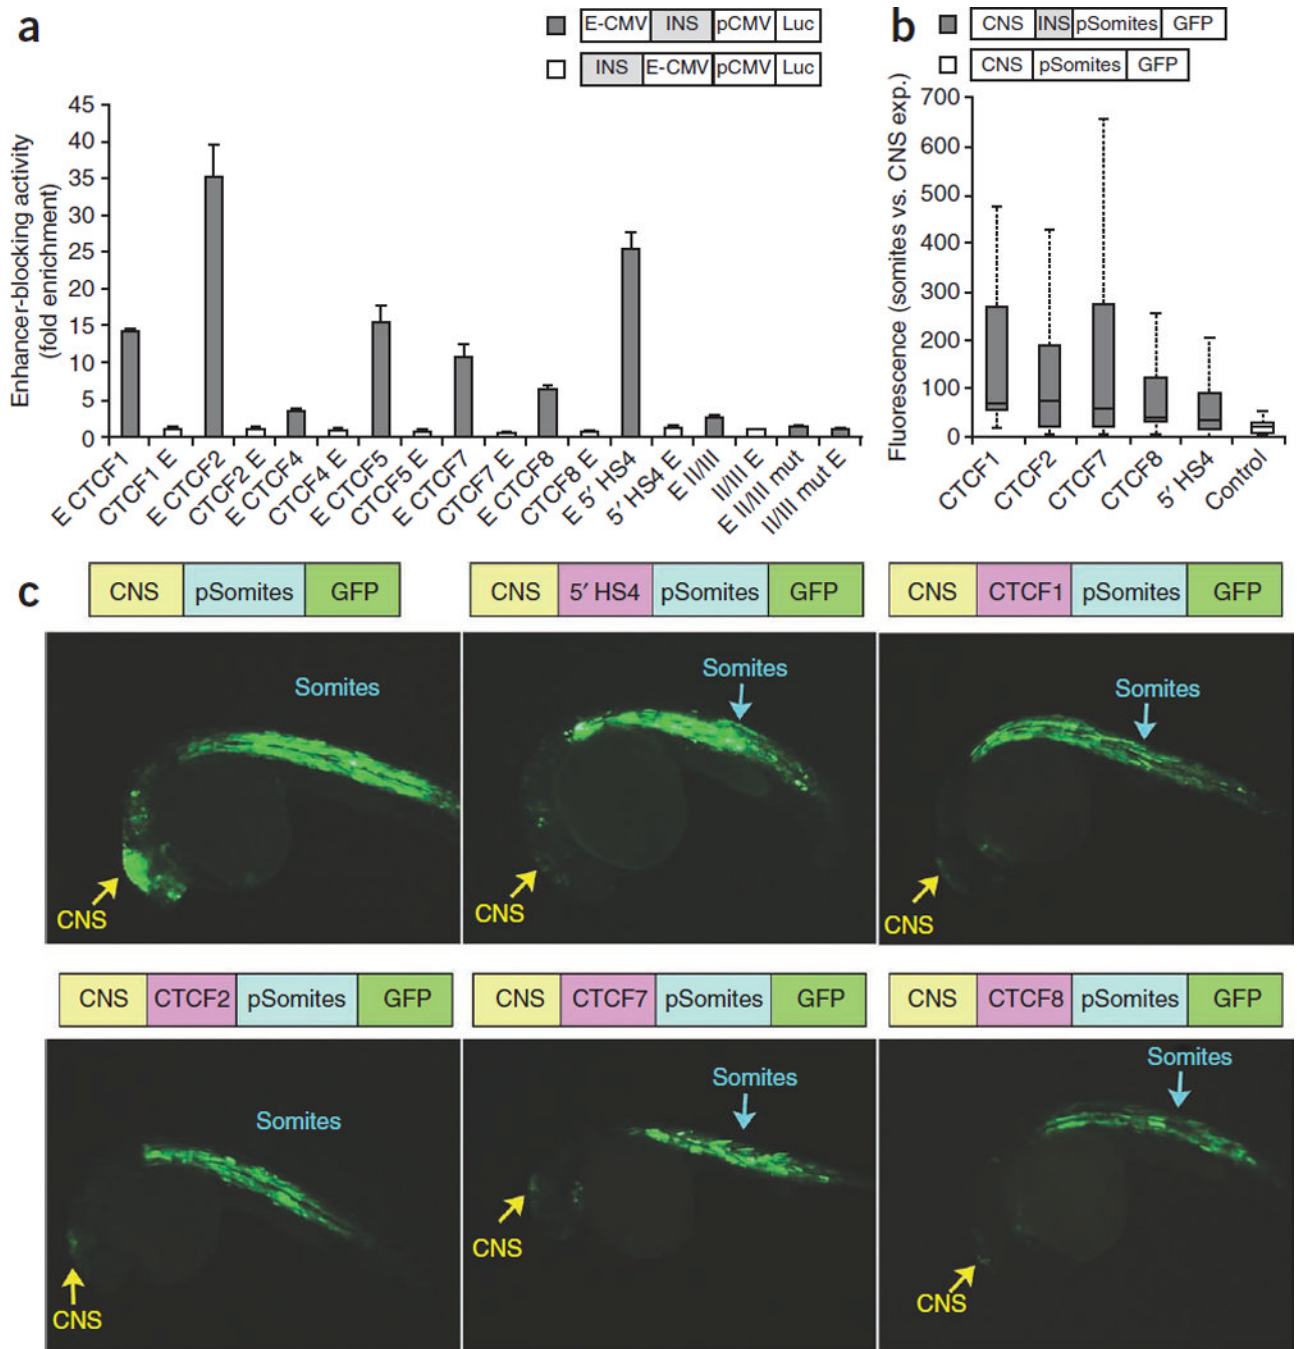 a
E-CMV INS pCMV Luc
INS E-CMV pCMV Luc
Enhancer-blocking activity
(fold enrichment)
45
40
35
30
25
20
15
10
5
0
E CTCF1
CTCF1 E
E CTCF2
CTCF2 E
E CTCF4
CTCF4 E
E CTCF5
CTCF5 E
E CTCF7
CTCF7 E
E CTCF8
CTCF8 E
E 5′ HS4
5′ HS4 E
E II/III
II/III E
E II/III mut
II/III mut E
b
CNS INS pSomites GFP
CNS pSomites GFP
Fluorescence (somites vs. CNS exp.)
700
600
500
400
300
200
100
0
CTCF1
CTCF2
CTCF7
CTCF8
5′ HS4
Control
c
CNS pSomites GFP
Somites
CNS
CNS 5′ HS4 pSomites GFP
Somites
CNS
CNS CTCF1 pSomites GFP
Somites
CNS
CNS CTCF2 pSomites GFP
Somites
CNS
CNS CTCF7 pSomites GFP
Somites
CNS
CNS CTCF8 pSomites GFP
Somites
CNS